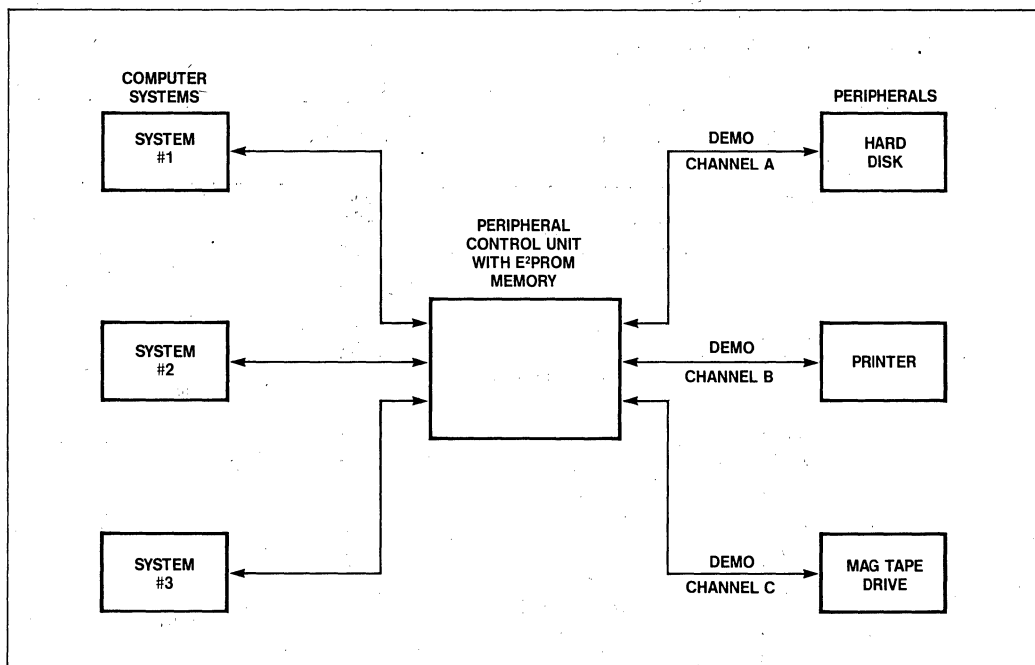 COMPUTER
SYSTEMS
SYSTEM
#1
SYSTEM
#2
SYSTEM
#3
PERIPHERAL
CONTROL UNIT
WITH E²PROM
MEMORY
DEMO
CHANNEL A
DEMO
CHANNEL B
DEMO
CHANNEL C
PERIPHERALS
HARD
DISK
PRINTER
MAG TAPE
DRIVE